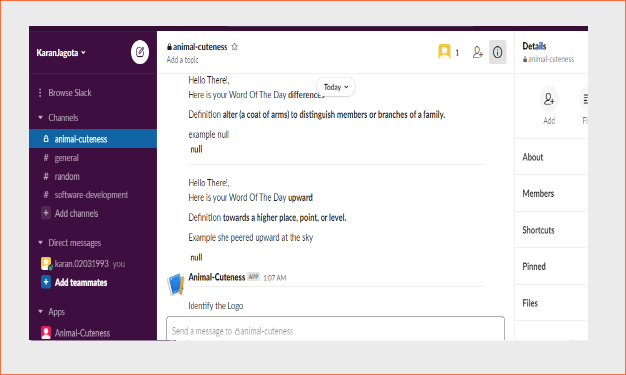 KaranJagota
Browse Slack
Channels
animal-cuteness
# general
# random
# software-development
+ Add channels
Direct messages
karan.02031993 you
+ Add teammates
Apps
Animal-Cuteness
animal-cuteness
Add a topic
1
Today
Hello There!,
Here is your Word Of The Day difference
Definition alter (a coat of arms) to distinguish members or branches of a family.
example null
null
Hello There!,
Here is your Word Of The Day upward
Definition towards a higher place, point, or level.
Example she peered upward at the sky
null
Animal-Cuteness APP 1:07 AM
Identify the Logo
Send a message to animal-cuteness
Details
animal-cuteness
Add
Fi
About
Members
Shortcuts
Pinned
Files